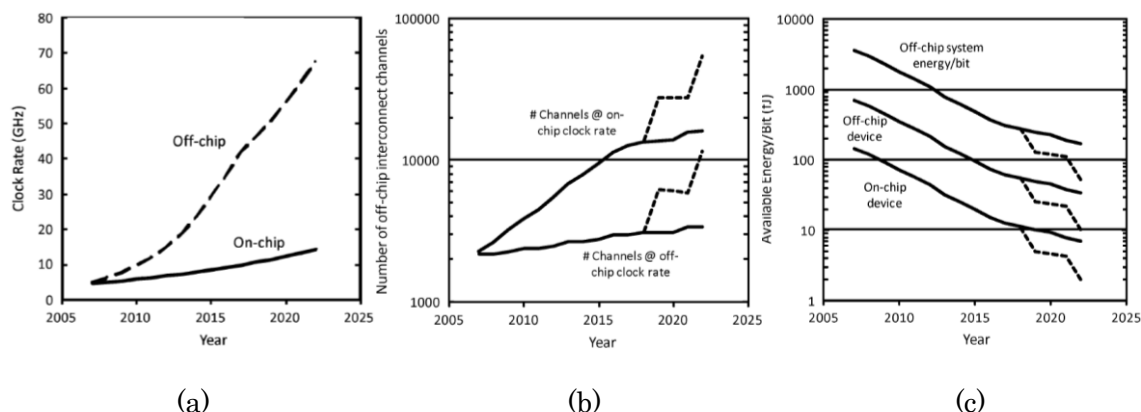 Clock Rate (GHz)
80
70
60
50
40
30
20
10
0
Off-chip
On-chip
2005 2010 2015 2020 2025
Year
(a)
Number of off-chip interconnect channels
100000
10000
1000
# Channels @ on-
chip clock rate
# Channels @ off-
chip clock rate
2005 2010 2015 2020 2025
Year
(b)
Available Energy/Bit (fJ)
10000
1000
100
10
1
Off-chip system
energy/bit
Off-chip
device
On-chip
device
2005 2010 2015 2020 2025
Year
(c)